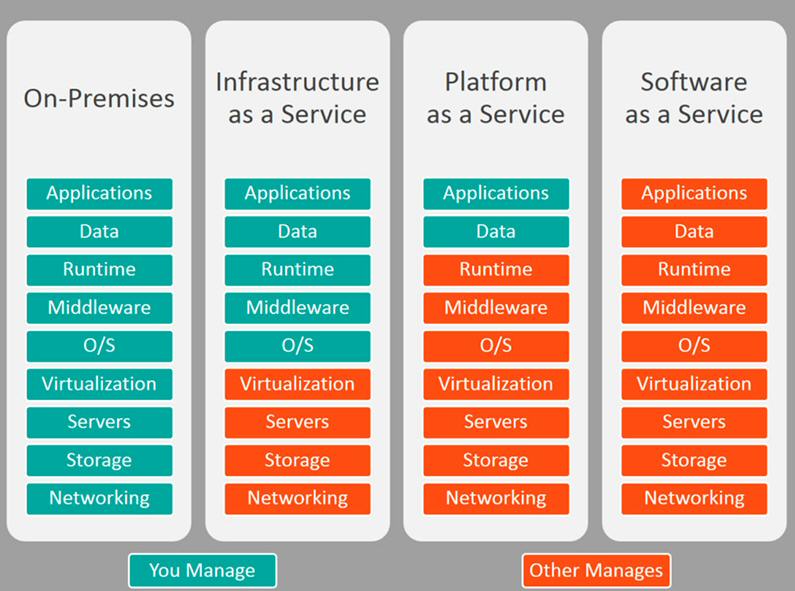 On-Premises
Applications
Data
Runtime
Middleware
O/S
Virtualization
Servers
Storage
Networking
Infrastructure
as a Service
Applications
Data
Runtime
Middleware
O/S
Virtualization
Servers
Storage
Networking
Platform
as a Service
Applications
Data
Runtime
Middleware
O/S
Virtualization
Servers
Storage
Networking
Software
as a Service
Applications
Data
Runtime
Middleware
O/S
Virtualization
Servers
Storage
Networking
You Manage
Other Manages